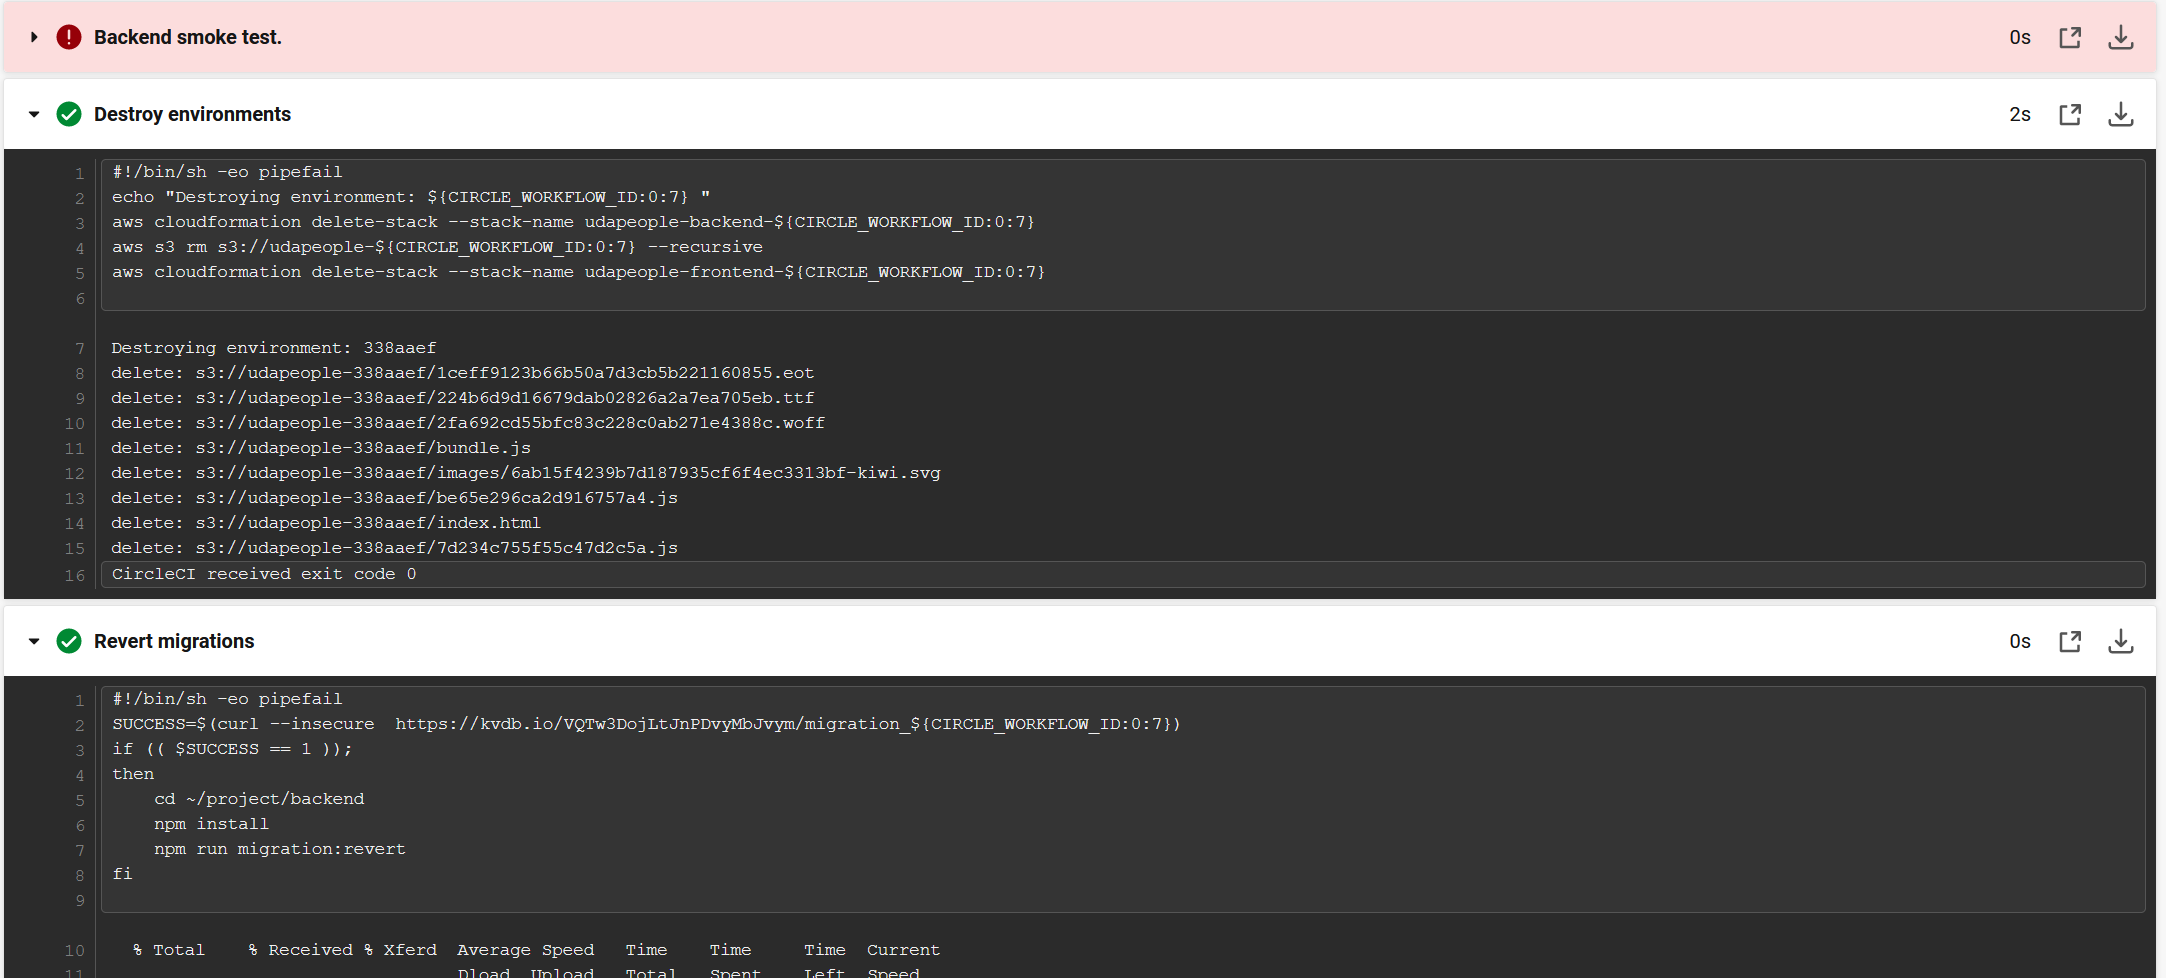 Backend smoke test.
0s
Destroy environments
2s
1 #!/bin/sh -eo pipefail
2 echo "Destroying environment: ${CIRCLE_WORKFLOW_ID:0:7} "
3 aws cloudformation delete-stack --stack-name udapeople-backend-${CIRCLE_WORKFLOW_ID:0:7}
4 aws s3 rm s3://udapeople-${CIRCLE_WORKFLOW_ID:0:7} --recursive
5 aws cloudformation delete-stack --stack-name udapeople-frontend-${CIRCLE_WORKFLOW_ID:0:7}
6
7 Destroying environment: 338aaef
8 delete: s3://udapeople-338aaef/1ceff9123b66b50a7d3cb5b221160855.eot
9 delete: s3://udapeople-338aaef/224b6d9d16679dab02826a2a7ea705eb.ttf
10 delete: s3://udapeople-338aaef/2fa692cd55bfc83c228c0ab271e4388c.woff
11 delete: s3://udapeople-338aaef/bundle.js
12 delete: s3://udapeople-338aaef/images/6ab15f4239b7d187935cf6f4ec3313bf-kiwi.svg
13 delete: s3://udapeople-338aaef/be65e296ca2d916757a4.js
14 delete: s3://udapeople-338aaef/index.html
15 delete: s3://udapeople-338aaef/7d234c755f55c47d2c5a.js
16 CircleCI received exit code 0
Revert migrations
0s
1 #!/bin/sh -eo pipefail
2 SUCCESS=$(curl --insecure  https://kvdb.io/VQTw3DojLtJnPDvyMbJvym/migration_${CIRCLE_WORKFLOW_ID:0:7})
3 if (( $SUCCESS == 1 ));
4 then
5     cd ~/project/backend
6     npm install
7     npm run migration:revert
8 fi
9
10   % Total    % Received % Xferd  Average Speed   Time    Time     Time  Current
11                                  Dload  Upload   Total   Spent    Left  Speed